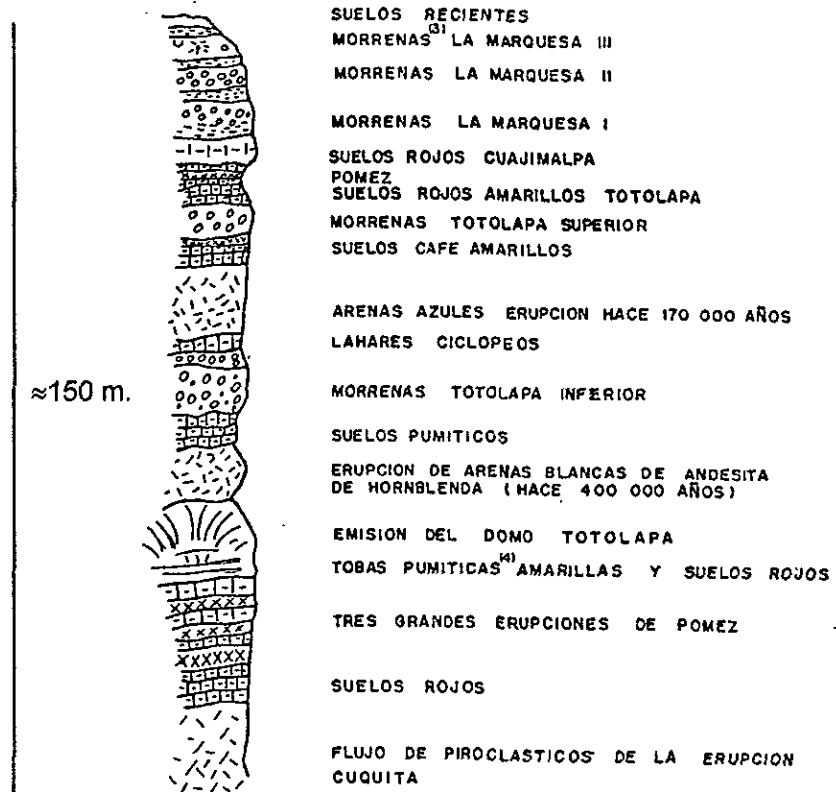 SUELOS RECIENTES
MORRENAS(3) LA MARQUESA III
MORRENAS LA MARQUESA II
MORRENAS LA MARQUESA I
SUELOS ROJOS CUAJIMALPA
POMEZ
SUELOS ROJOS AMARILLOS TOTOLAPA
MORRENAS TOTOLAPA SUPERIOR
SUELOS CAFE AMARILLOS
ARENAS AZULES ERUPCION HACE 170 000 AÑOS
LAHARES CICLOPEOS
≈150 m.
MORRENAS TOTOLAPA INFERIOR
SUELOS PUMITICOS
ERUPCION DE ARENAS BLANCAS DE ANDESITA
DE HORNBLENDA (HACE 400 000 AÑOS)
EMISION DEL DOMO TOTOLAPA
TOBAS PUMITICAS(4) AMARILLAS Y SUELOS ROJOS
TRES GRANDES ERUPCIONES DE POMEZ
SUELOS ROJOS
FLUJO DE PIROCLASTICOS DE LA ERUPCION
CUQUITA